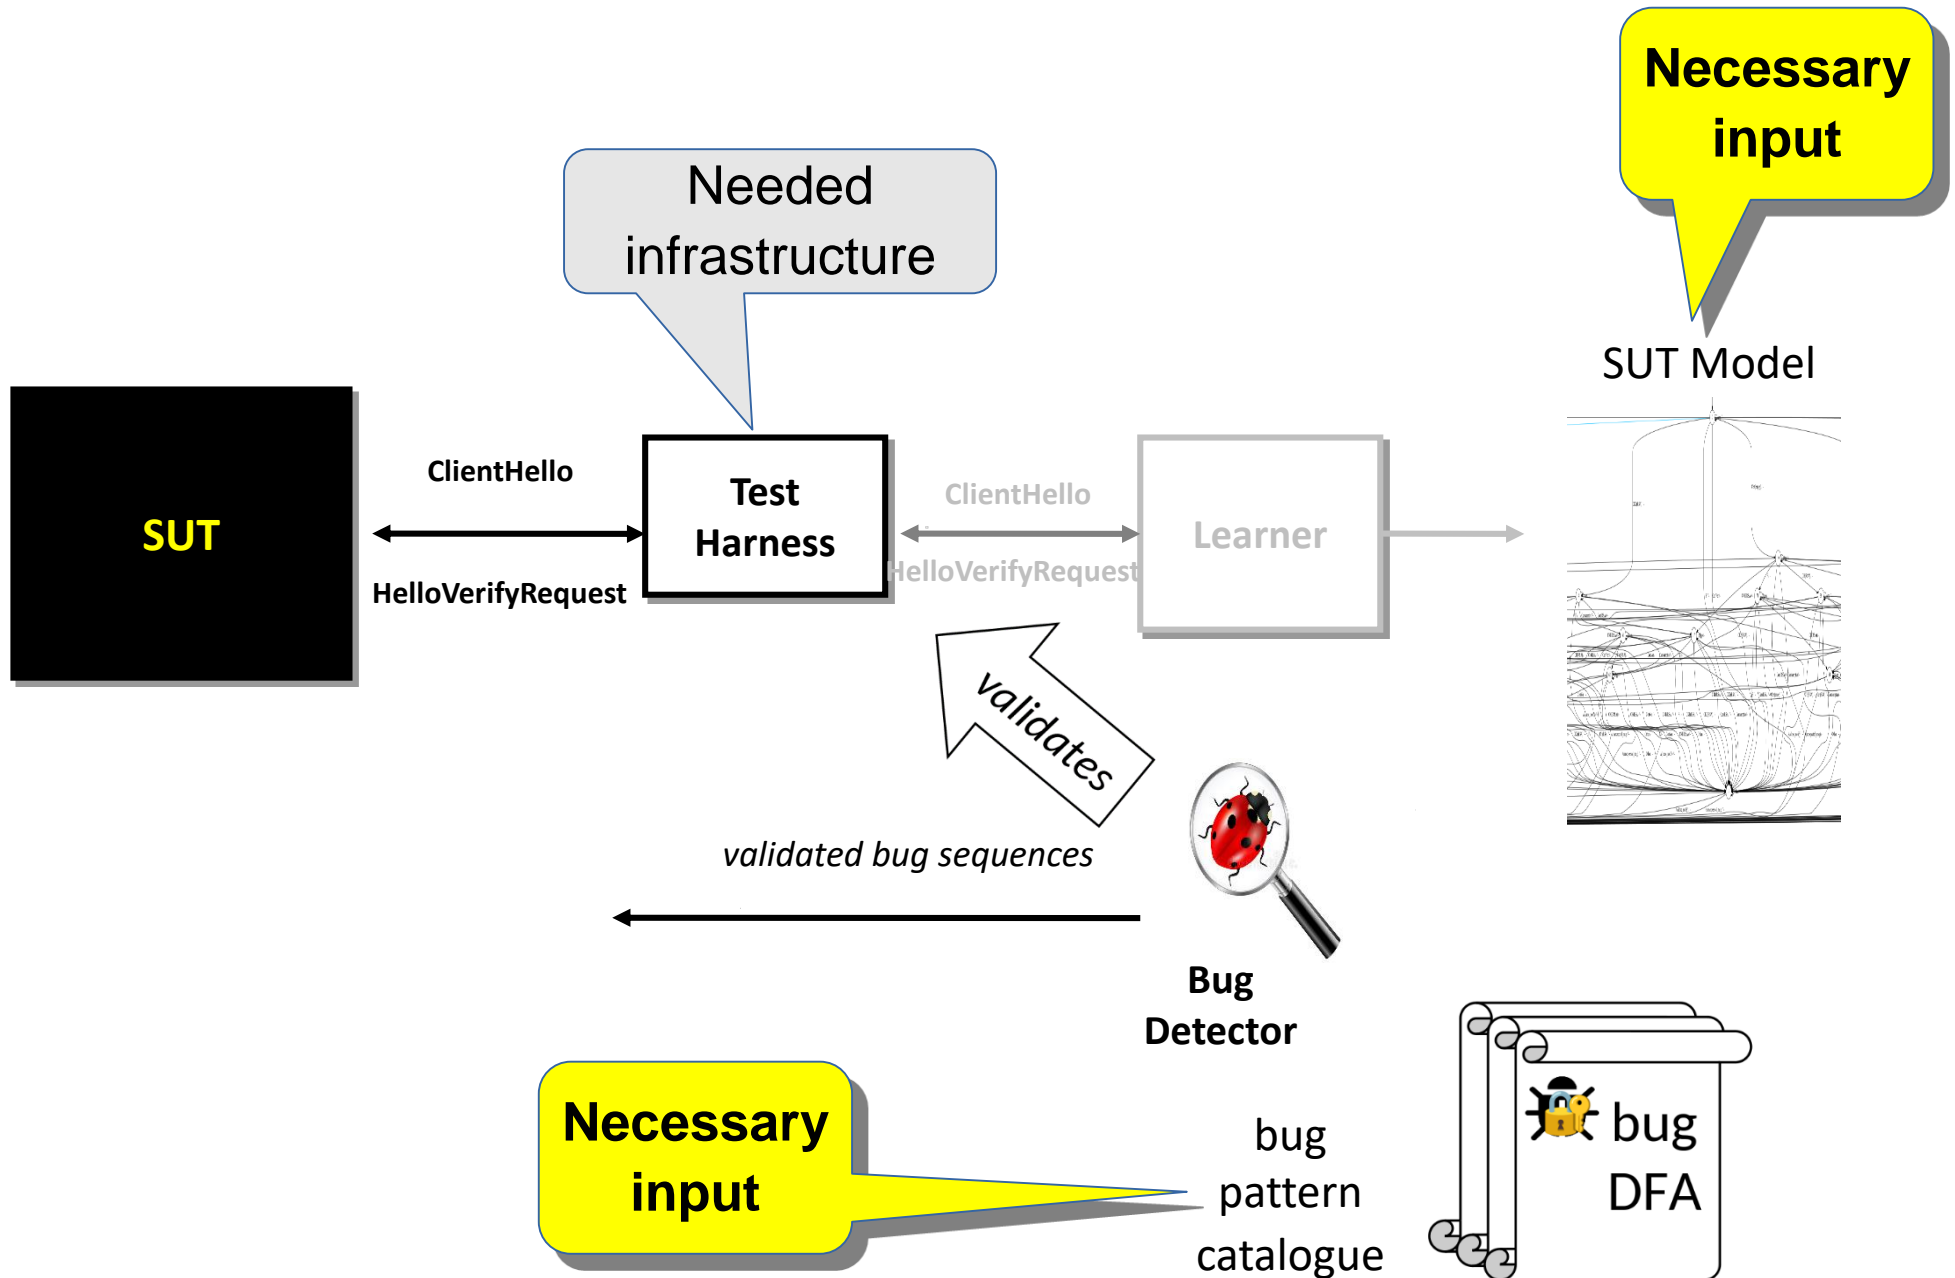 Necessary
input
Needed
infrastructure
SUT Model
ClientHello
SUT
Test
Harness
HelloVerifyRequest
ClientHello
HelloVerifyRequest
Learner
validates
validated bug sequences
Bug
Detector
Necessary
input
bug
pattern
catalogue
bug
DFA